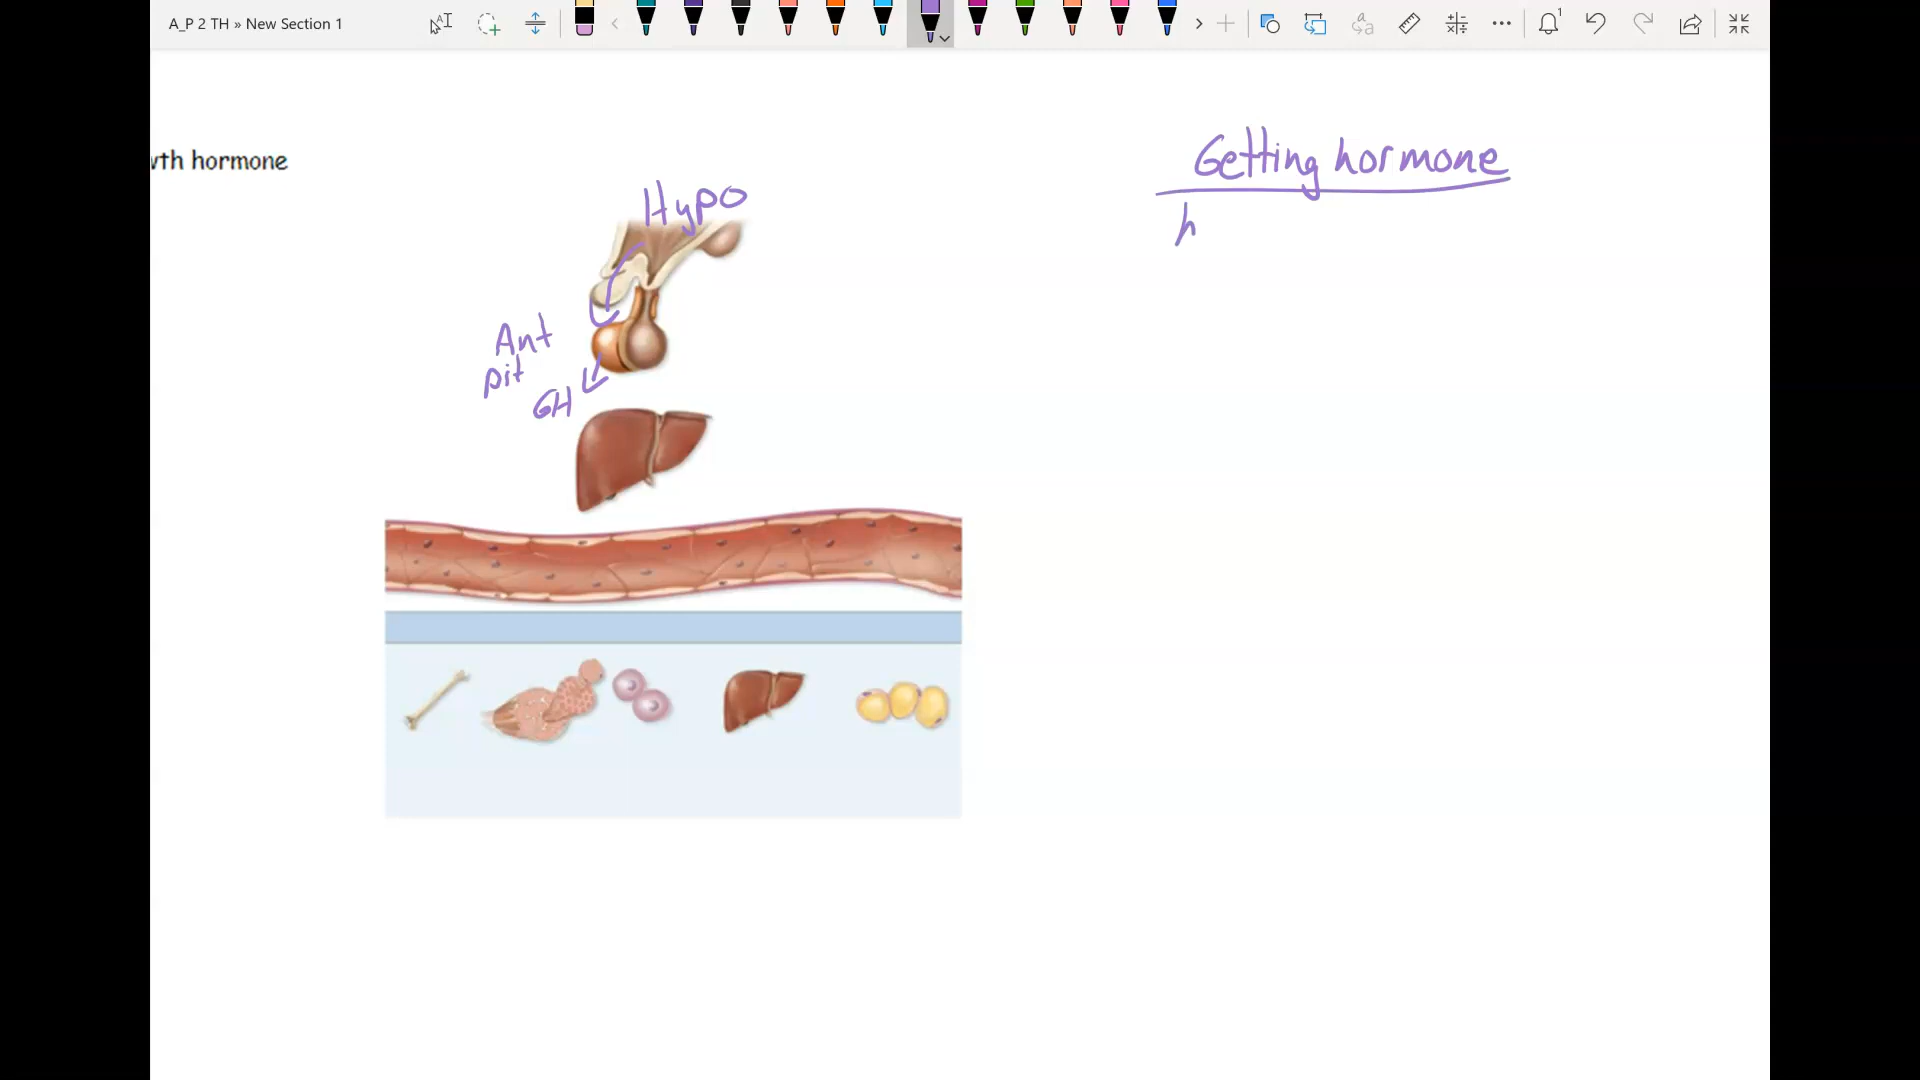 A_P 2 TH » New Section 1
wth hormone
Getting hormone
h
Hypo
Ant
pit
GH